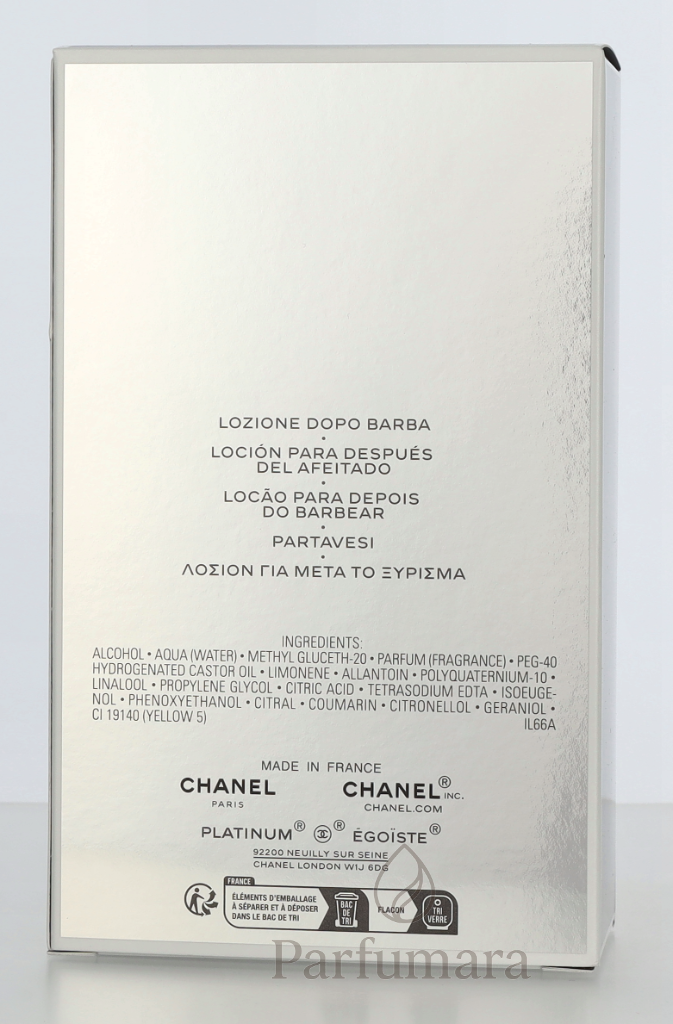 LOZIONE DOPO BARBA
•
LOCIÓN PARA DESPUÉS
DEL AFEITADO
•
LOCÃO PARA DEPOIS
DO BARBEAR
•
PARTAVESI
•
ΛΟΣΙΟΝ ΓΙΑ ΜΕΤΑ ΤΟ ΞΥΡΙΣΜΑ
INGREDIENTS:
ALCOHOL • AQUA (WATER) • METHYL GLUCETH-20 • PARFUM (FRAGRANCE) • PEG-40
HYDROGENATED CASTOR OIL • LIMONENE • ALLANTOIN • POLYQUATERNIUM-10 •
LINALOOL • PROPYLENE GLYCOL • CITRIC ACID • TETRASODIUM EDTA • ISOEUGE-
NOL • PHENOXYETHANOL • CITRAL • COUMARIN • CITRONELLOL • GERANIOL •
CI 19140 (YELLOW 5) IL66A
MADE IN FRANCE
CHANEL CHANEL® INC.
PARIS CHANEL.COM
PLATINUM® ® ÉGOÏSTE®
92200 NEUILLY SUR SEINE
CHANEL LONDON W1J 6DG
FRANCE
ÉLÉMENTS D'EMBALLAGE
À SÉPARER ET À DÉPOSER
DANS LE BAC DE TRI
BAC
DE
TRI
FLACON
TRI
VERRE
Parfumara